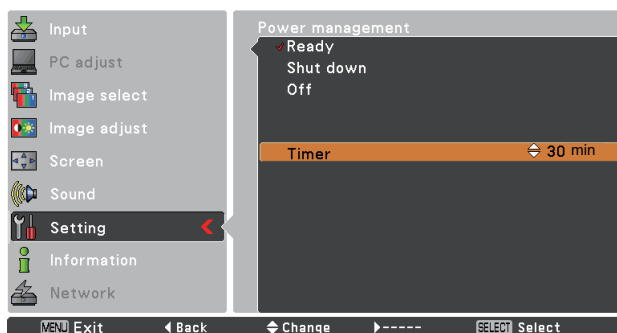 Input
PC adjust
Image select
Image adjust
Screen
Sound
Setting
Information
Network
Power management
Ready
Shut down
Off
Timer 30 min
MENU Exit Back Change ----- SELECT Select